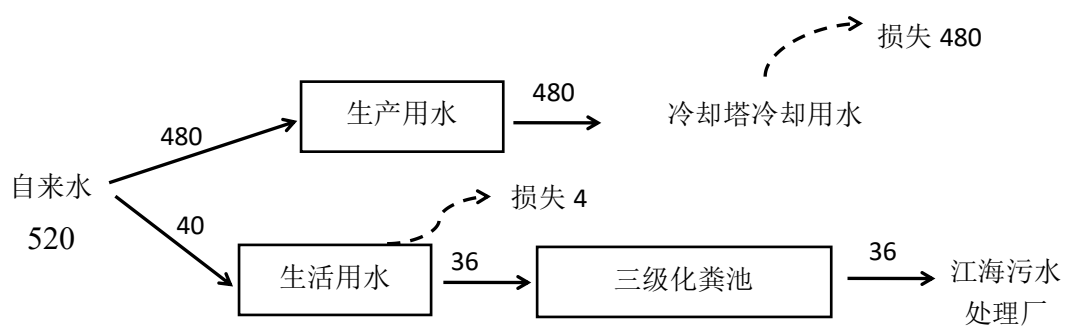 损失 480
生产用水
480
冷却塔冷却用水
480
自来水
520
损失 4
40
生活用水
36
三级化粪池
36
江海污水
处理厂